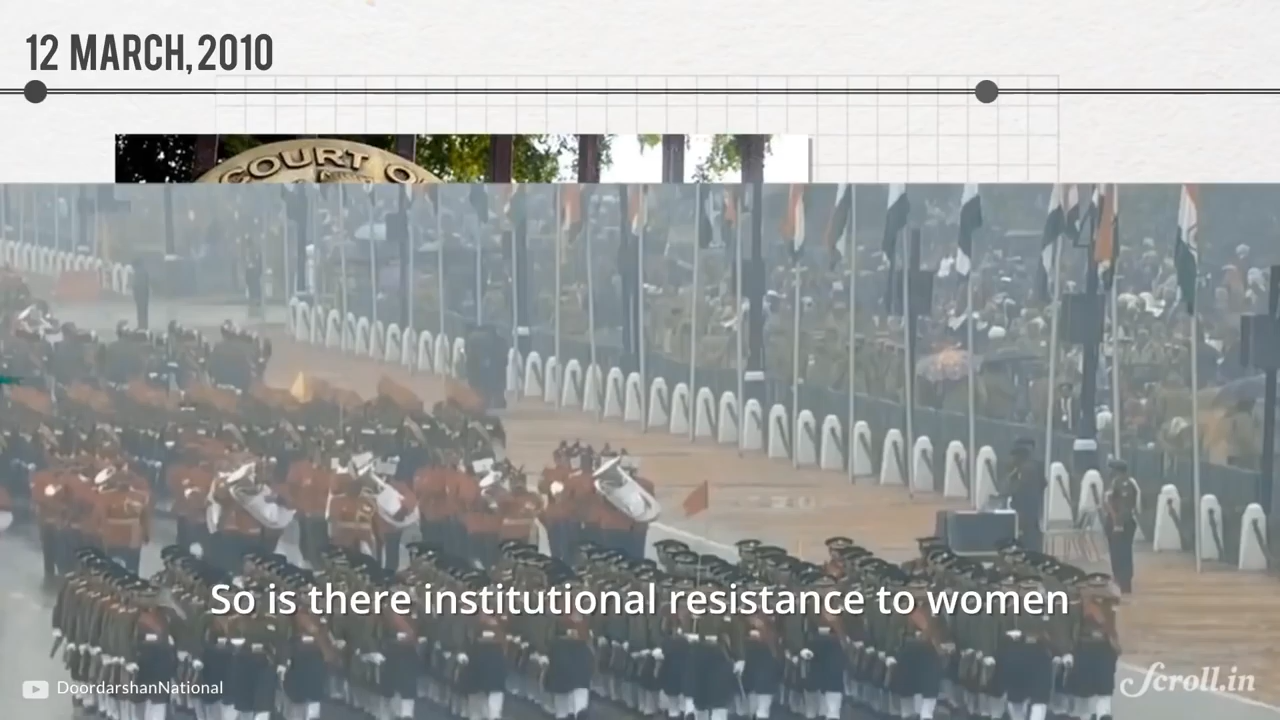 12 MARCH, 2010
COURT O
So is there institutional resistance to women
DoordarshanNational
Scroll.in